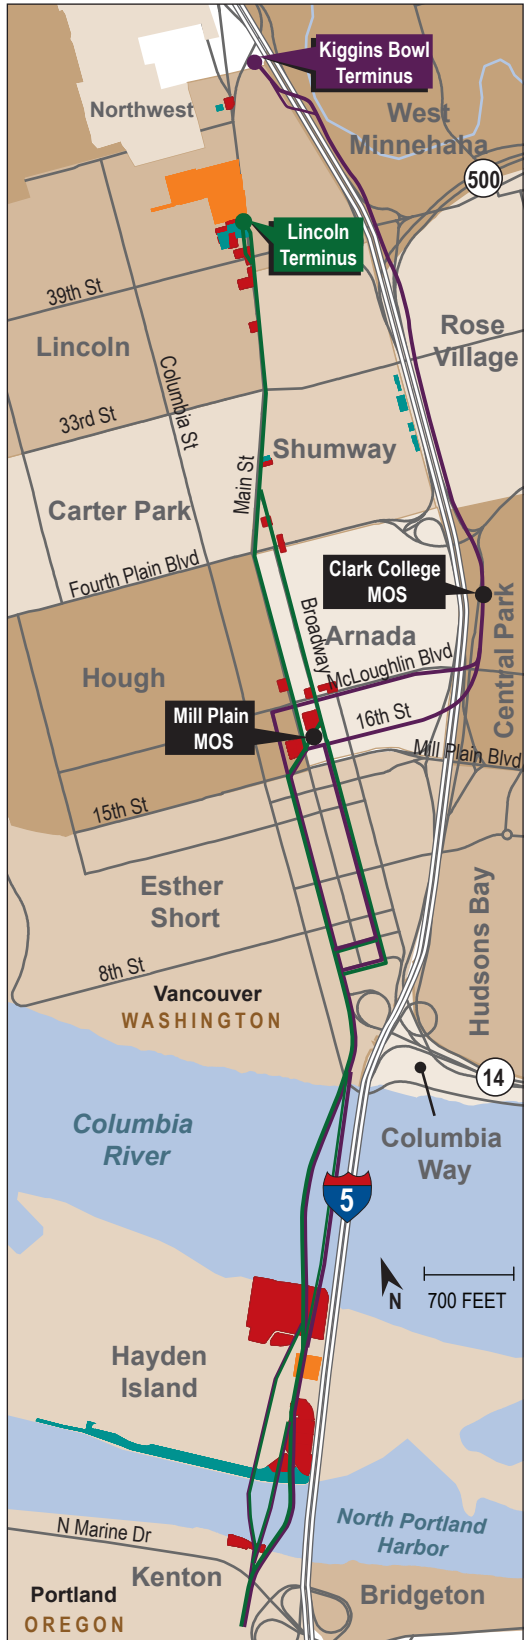 Kiggins Bowl
Terminus
Northwest
West
Minnehaha
500
Lincoln
Terminus
39th St
Rose
Village
Lincoln
Columbia St
33rd St
Shumway
Main St
Carter Park
Fourth Plain Blvd
Clark College
MOS
Central Park
Broadway
Arnada
McLoughlin Blvd
Hough
16th St
Mill Plain
MOS
Mill Plain Blvd
15th St
Esther
Short
Hudsons Bay
8th St
Vancouver
WASHINGTON
14
Columbia
River
Columbia
Way
5
N
700 FEET
Hayden
Island
North Portland
Harbor
N Marine Dr
Kenton
Portland
OREGON
Bridgeton